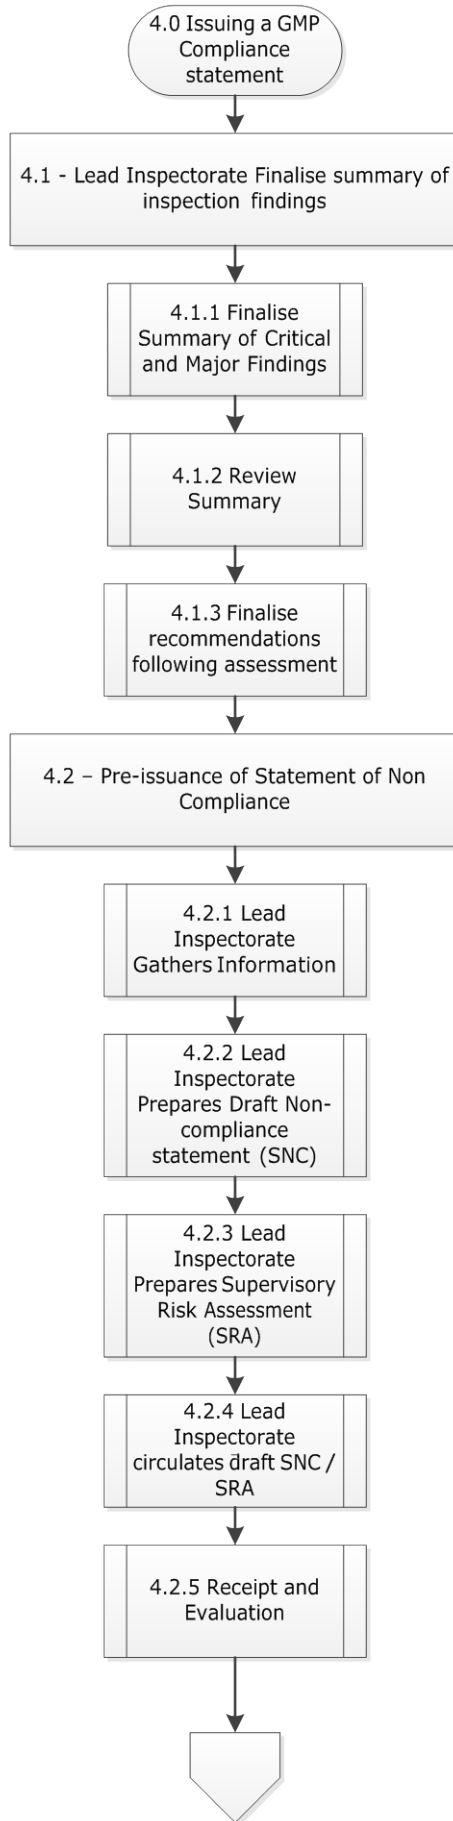 4.0 Issuing a GMP
Compliance
statement
4.1 - Lead Inspectorate Finalise summary of
inspection findings
4.1.1 Finalise
Summary of Critical
and Major Findings
4.1.2 Review
Summary
4.1.3 Finalise
recommendations
following assessment
4.2 – Pre-issuance of Statement of Non
Compliance
4.2.1 Lead
Inspectorate
Gathers Information
4.2.2 Lead
Inspectorate
Prepares Draft Non-
compliance
statement (SNC)
4.2.3 Lead
Inspectorate
Prepares Supervisory
Risk Assessment
(SRA)
4.2.4 Lead
Inspectorate
circulates draft SNC /
SRA
4.2.5 Receipt and
Evaluation